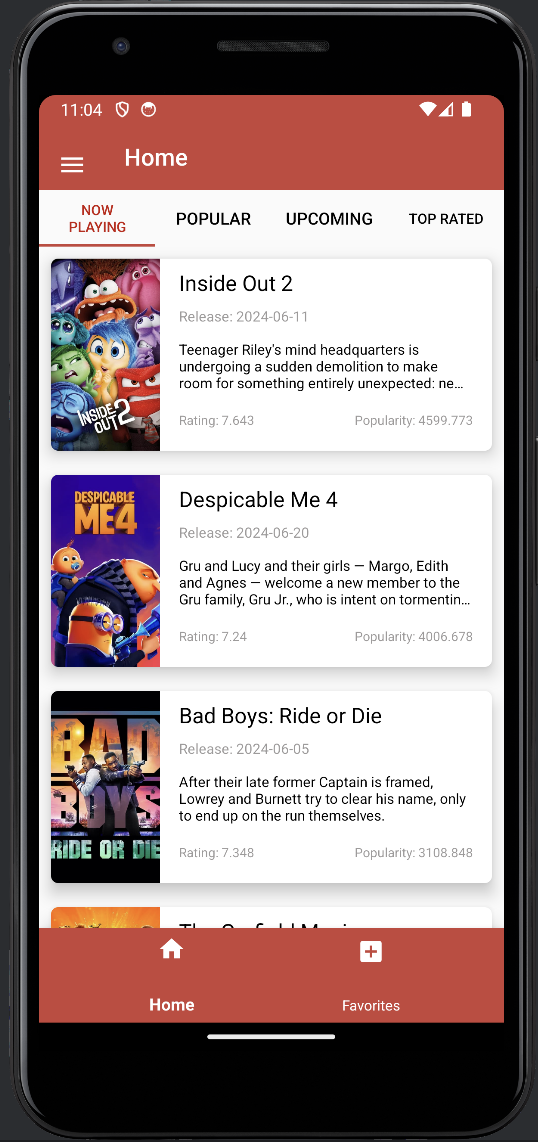 11:04
Home
NOW
PLAYING
POPULAR
UPCOMING
TOP RATED
INSIDE
OUT 2
Inside Out 2
Release: 2024-06-11
Teenager Riley's mind headquarters is
undergoing a sudden demolition to make
room for something entirely unexpected: ne…
Rating: 7.643
Popularity: 4599.773
DESPICABLE
ME4
Despicable Me 4
Release: 2024-06-20
Gru and Lucy and their girls — Margo, Edith
and Agnes — welcome a new member to the
Gru family, Gru Jr., who is intent on tormentin…
Rating: 7.24
Popularity: 4006.678
BAD
BOYS
RIDE OR DIE
Bad Boys: Ride or Die
Release: 2024-06-05
After their late former Captain is framed,
Lowrey and Burnett try to clear his name, only
to end up on the run themselves.
Rating: 7.348
Popularity: 3108.848
The Garfield Movie
Home
Favorites